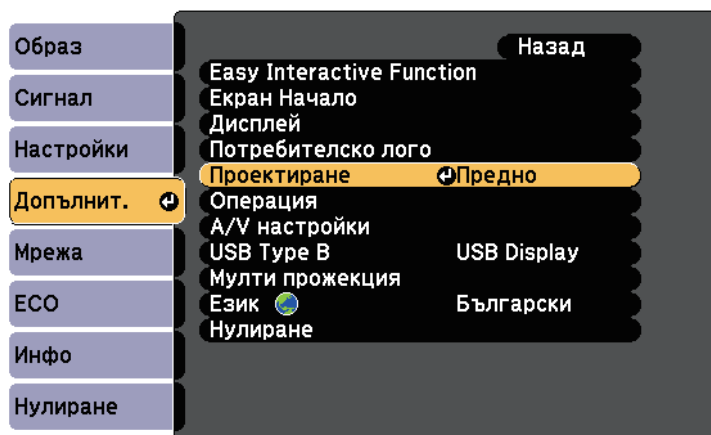 Образ
Сигнал
Настройки
Допълнит.
Мрежа
ECO
Инфо
Нулиране
Назад
Easy Interactive Function
Екран Начало
Дисплей
Потребителско лого
Проектиране Предно
Операция
A/V настройки
USB Type B USB Display
Мулти прожекция
Език Български
Нулиране